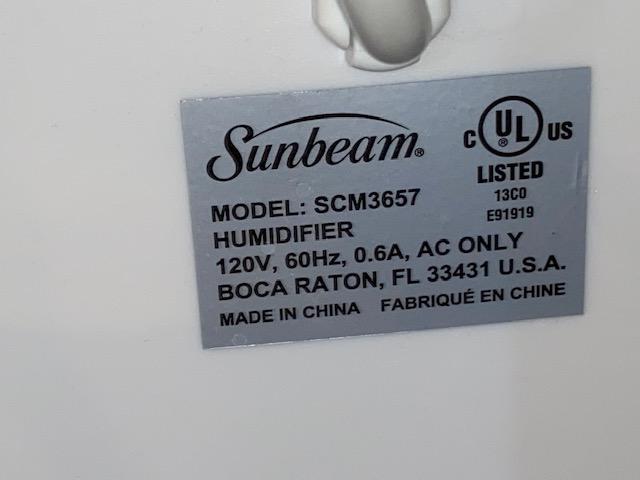 Sunbeam®
C UL® US
LISTED
13C0
E91919
MODEL: SCM3657
HUMIDIFIER
120V, 60Hz, 0.6A, AC ONLY
BOCA RATON, FL 33431 U.S.A.
MADE IN CHINA FABRIQUÉ EN CHINE